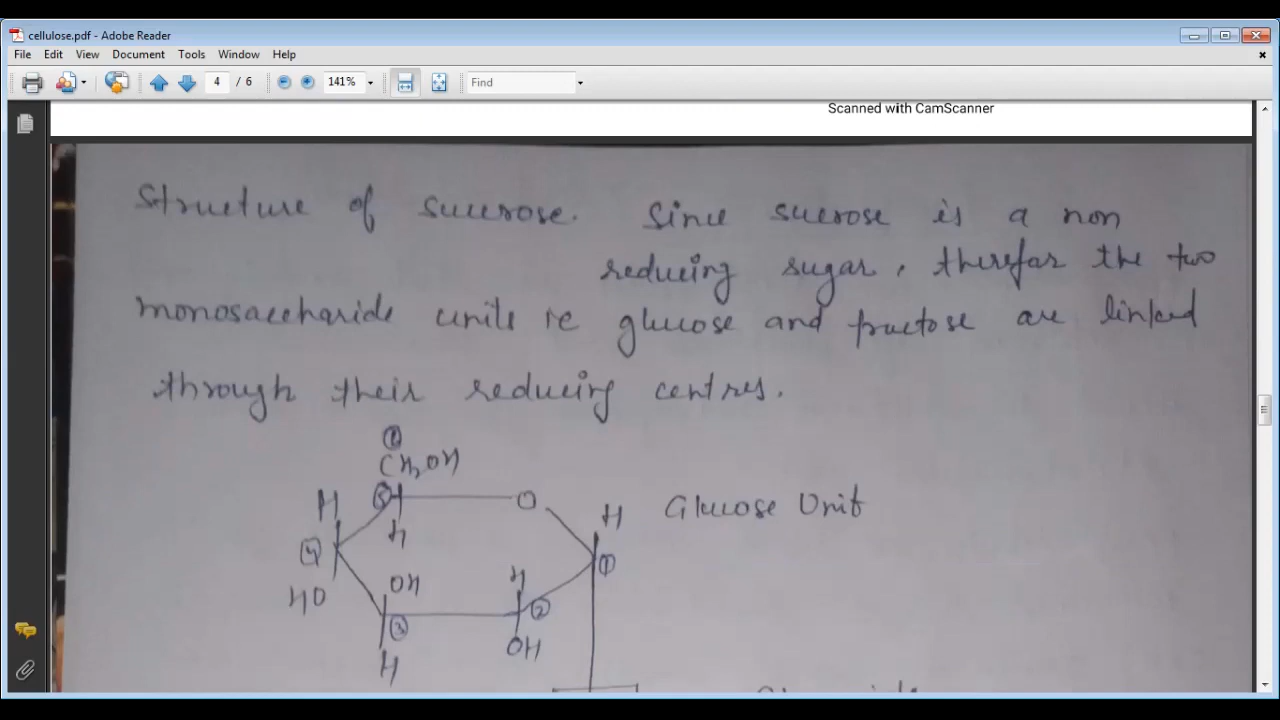 cellulose.pdf - Adobe Reader
File Edit View Document Tools Window Help
4 / 6 141% Find
Scanned with CamScanner
Structure of sucrose. Since sucrose is a non
reducing sugar, therefor the two
monosaccharide units ie glucose and fructose are linked
through their reducing centres.
CH2OH
H 5 O H Glucose Unit
H
4 1
HO OH H
3 2
OH
H